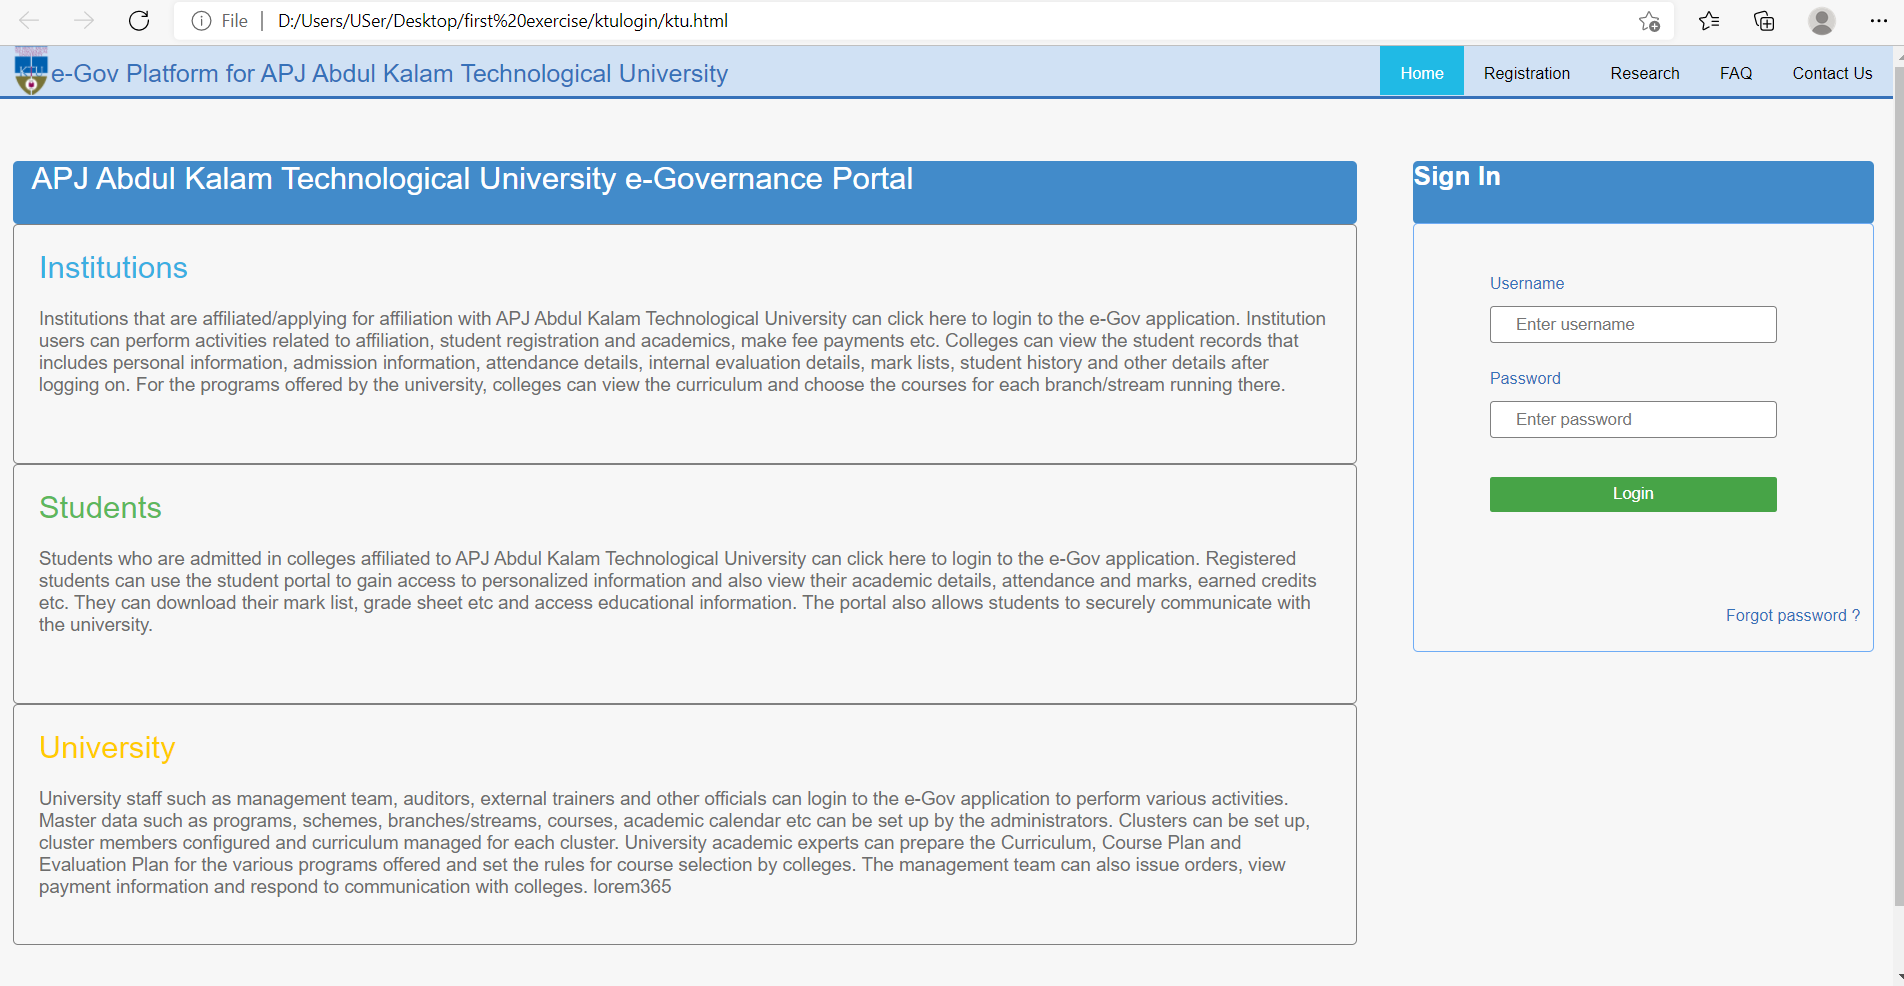 File D:/Users/USer/Desktop/first%20exercise/ktulogin/ktu.html
e-Gov Platform for APJ Abdul Kalam Technological University
Home Registration Research FAQ Contact Us
APJ Abdul Kalam Technological University e-Governance Portal
Institutions
Institutions that are affiliated/applying for affiliation with APJ Abdul Kalam Technological University can click here to login to the e-Gov application. Institution
users can perform activities related to affiliation, student registration and academics, make fee payments etc. Colleges can view the student records that
includes personal information, admission information, attendance details, internal evaluation details, mark lists, student history and other details after
logging on. For the programs offered by the university, colleges can view the curriculum and choose the courses for each branch/stream running there.
Students
Students who are admitted in colleges affiliated to APJ Abdul Kalam Technological University can click here to login to the e-Gov application. Registered
students can use the student portal to gain access to personalized information and also view their academic details, attendance and marks, earned credits
etc. They can download their mark list, grade sheet etc and access educational information. The portal also allows students to securely communicate with
the university.
University
University staff such as management team, auditors, external trainers and other officials can login to the e-Gov application to perform various activities.
Master data such as programs, schemes, branches/streams, courses, academic calendar etc can be set up by the administrators. Clusters can be set up,
cluster members configured and curriculum managed for each cluster. University academic experts can prepare the Curriculum, Course Plan and
Evaluation Plan for the various programs offered and set the rules for course selection by colleges. The management team can also issue orders, view
payment information and respond to communication with colleges. lorem365
Sign In
Username
Enter username
Password
Enter password
Login
Forgot password ?